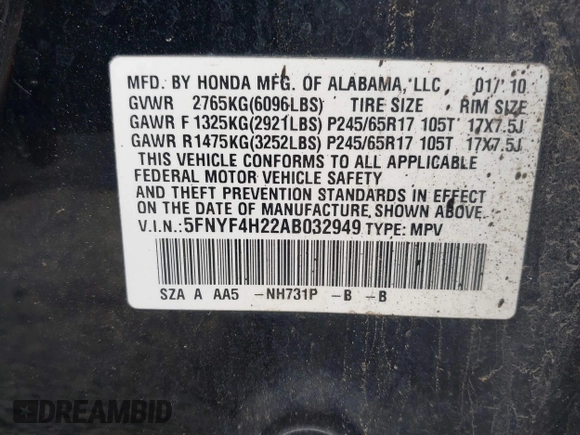 MFD. BY HONDA MFG. OF ALABAMA, LLC 01/ 10
GVWR 2765KG(6096LBS) TIRE SIZE RIM SIZE
GAWR F 1325KG(2921LBS) P245/65R17 105T 17X7.5J
GAWR R 1475KG(3252LBS) P245/65R17 105T 17X7.5J
THIS VEHICLE CONFORMS TO ALL APPLICABLE
FEDERAL MOTOR VEHICLE SAFETY
AND THEFT PREVENTION STANDARDS IN EFFECT
ON THE DATE OF MANUFACTURE SHOWN ABOVE.
V.I.N.: 5FNYF4H22AB032949 TYPE: MPV
SZA A AA5 -NH731P -B -B
DREAMBID